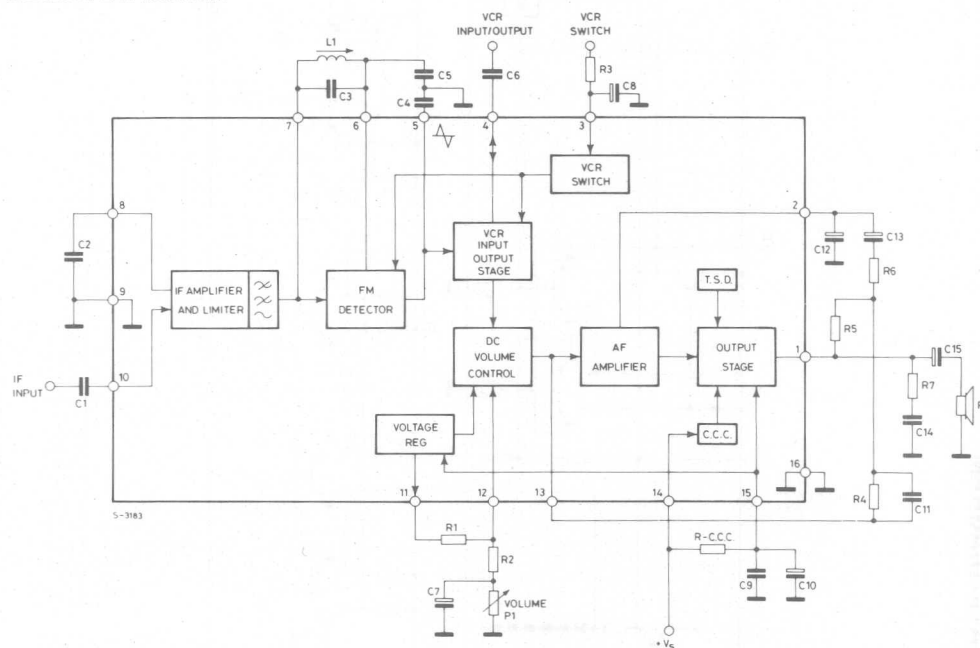 VCR
INPUT/OUTPUT
VCR
SWITCH
L1
R3
C5
C6
C8
C3
C4
7
6
5
4
3
VCR
SWITCH
8
2
C2
VCR
INPUT
OUTPUT
STAGE
C12
C13
IF AMPLIFIER
AND LIMITER
FM
DETECTOR
T.S.D.
R6
9
R5
DC
VOLUME
CONTROL
AF
AMPLIFIER
OUTPUT
STAGE
1
C15
IF
INPUT
C1
10
R7
C14
VOLTAGE
REG
C.C.C.
16
11
12
13
14
15
R4
C11
S-3183
R1
R2
R-C.C.C.
C7
VOLUME
P1
C9
C10
+Vs